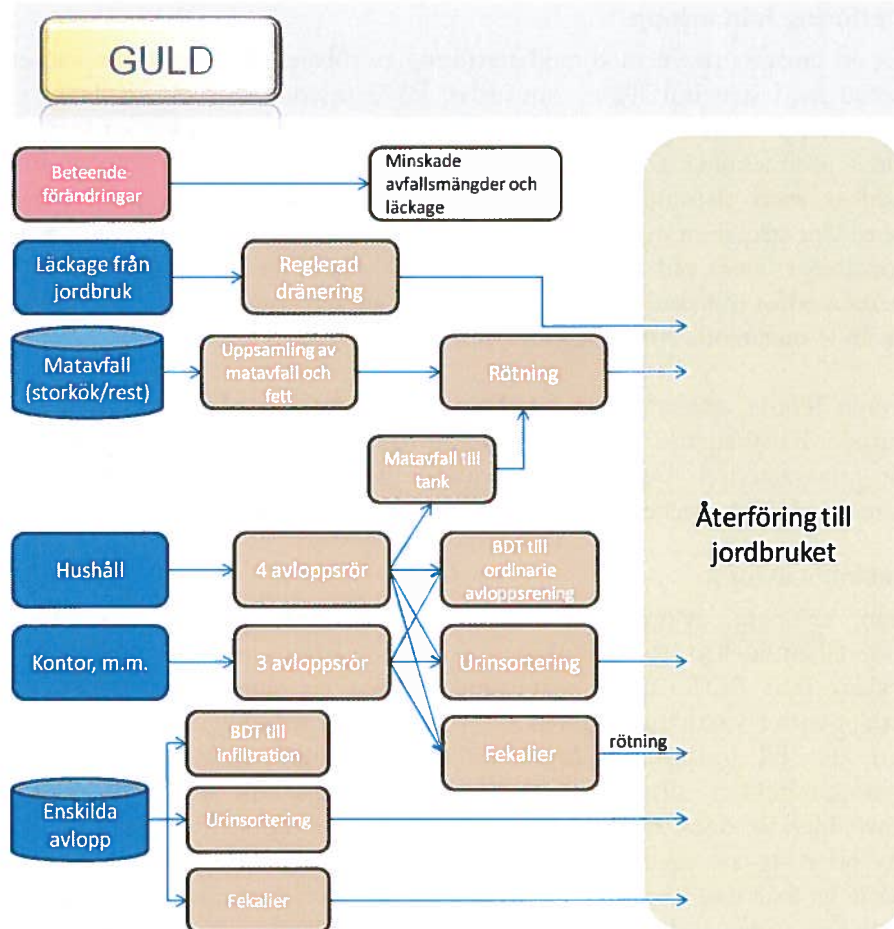 GULD
Beteende-
förändringar
Minskade
avfallsmängder och
läckage
Läckage från
jordbruk
Reglerad
dränering
Matavfall
(storkök/rest)
Uppsamling av
matavfall och
fett
Rötning
Matavfall till
tank
Återföring till
jordbruket
Hushåll
4 avloppsrör
BDT till
ordinarie
avloppsrening
Kontor, m.m.
3 avloppsrör
Urinsortering
BDT till
infiltration
Fekalier
rötning
Enskilda
avlopp
Urinsortering
Fekalier